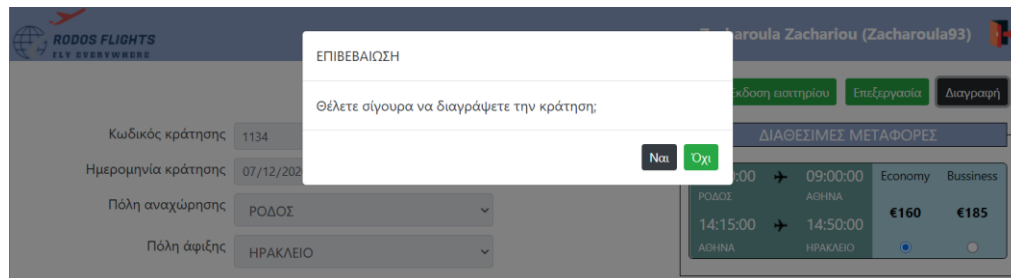 RODOS FLIGHTS
FLY EVERYWHERE
Zachariou (Zacharoula93)
ΕΠΙΒΕΒΑΙΩΣΗ
Θέλετε σίγουρα να διαγράψετε την κράτηση;
Ναι Όχι
Έκδοση εισιτηρίου Επεξεργασία Διαγραφή
Κωδικός κράτησης 1134
Ημερομηνία κράτησης 07/12/202
Πόλη αναχώρησης ΡΟΔΟΣ
Πόλη άφιξης ΗΡΑΚΛΕΙΟ
ΔΙΑΘΕΣΙΜΕΣ ΜΕΤΑΦΟΡΕΣ
09:00:00 Economy Bussiness
ΡΟΔΟΣ ΑΘΗΝΑ
€160 €185
14:15:00 14:50:00
ΑΘΗΝΑ ΗΡΑΚΛΕΙΟ